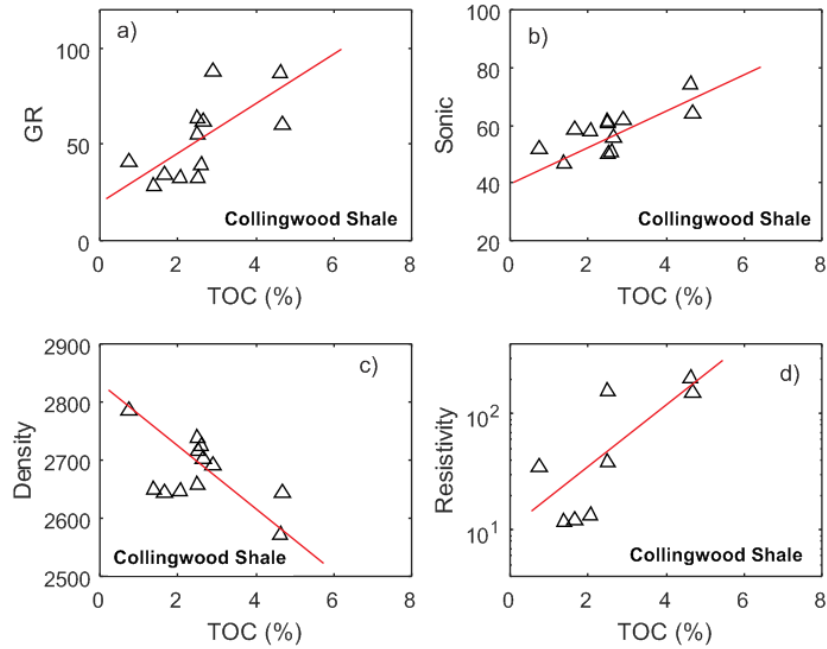 a)
100
50
0
GR
Collingwood Shale
0 2 4 6 8
TOC (%)
b)
100
80
60
40
20
Sonic
Collingwood Shale
0 2 4 6 8
TOC (%)
c)
2900
2800
2700
2600
2500
Density
Collingwood Shale
0 2 4 6 8
TOC (%)
d)
10²
10¹
Resistivity
Collingwood Shale
0 2 4 6 8
TOC (%)